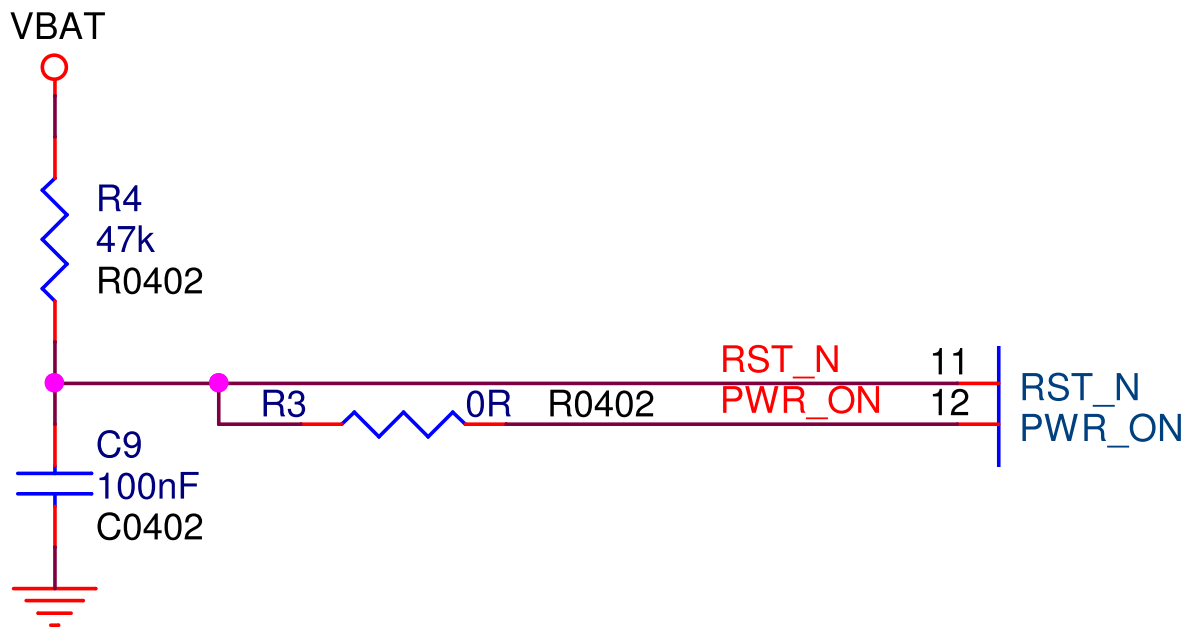 VBAT
R4
47k
R0402
RST_N 11
RST_N
R3 0R R0402 PWR_ON 12
PWR_ON
C9
100nF
C0402